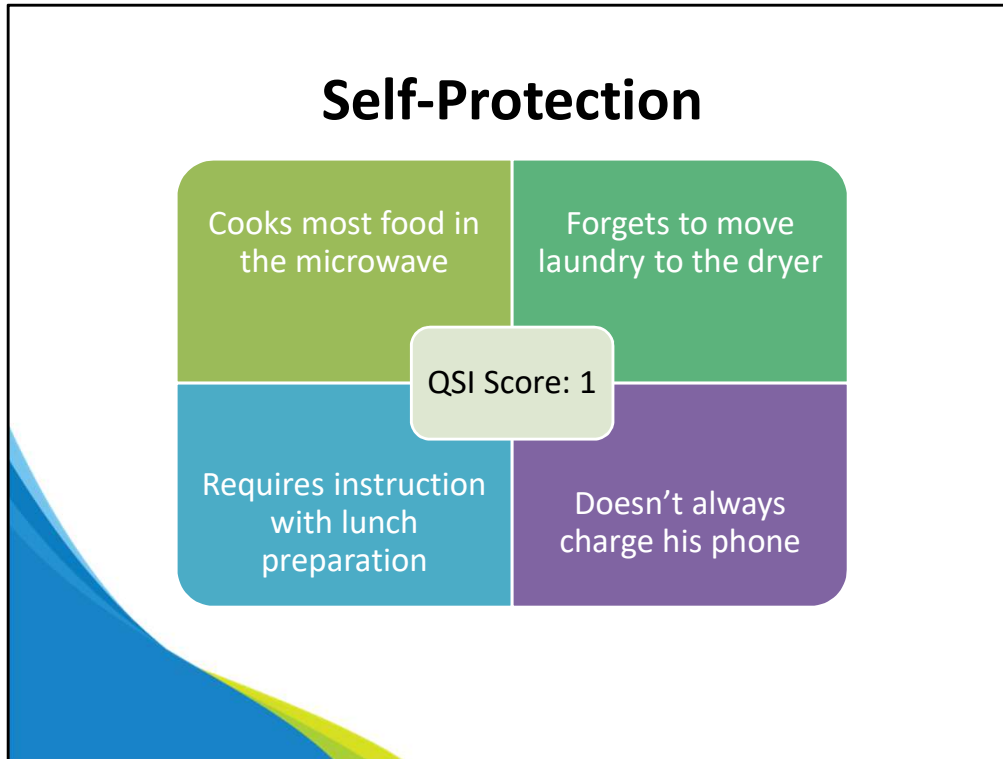 Self-Protection
Cooks most food in
the microwave
Forgets to move
laundry to the dryer
QSI Score: 1
Requires instruction
with lunch
preparation
Doesn’t always
charge his phone